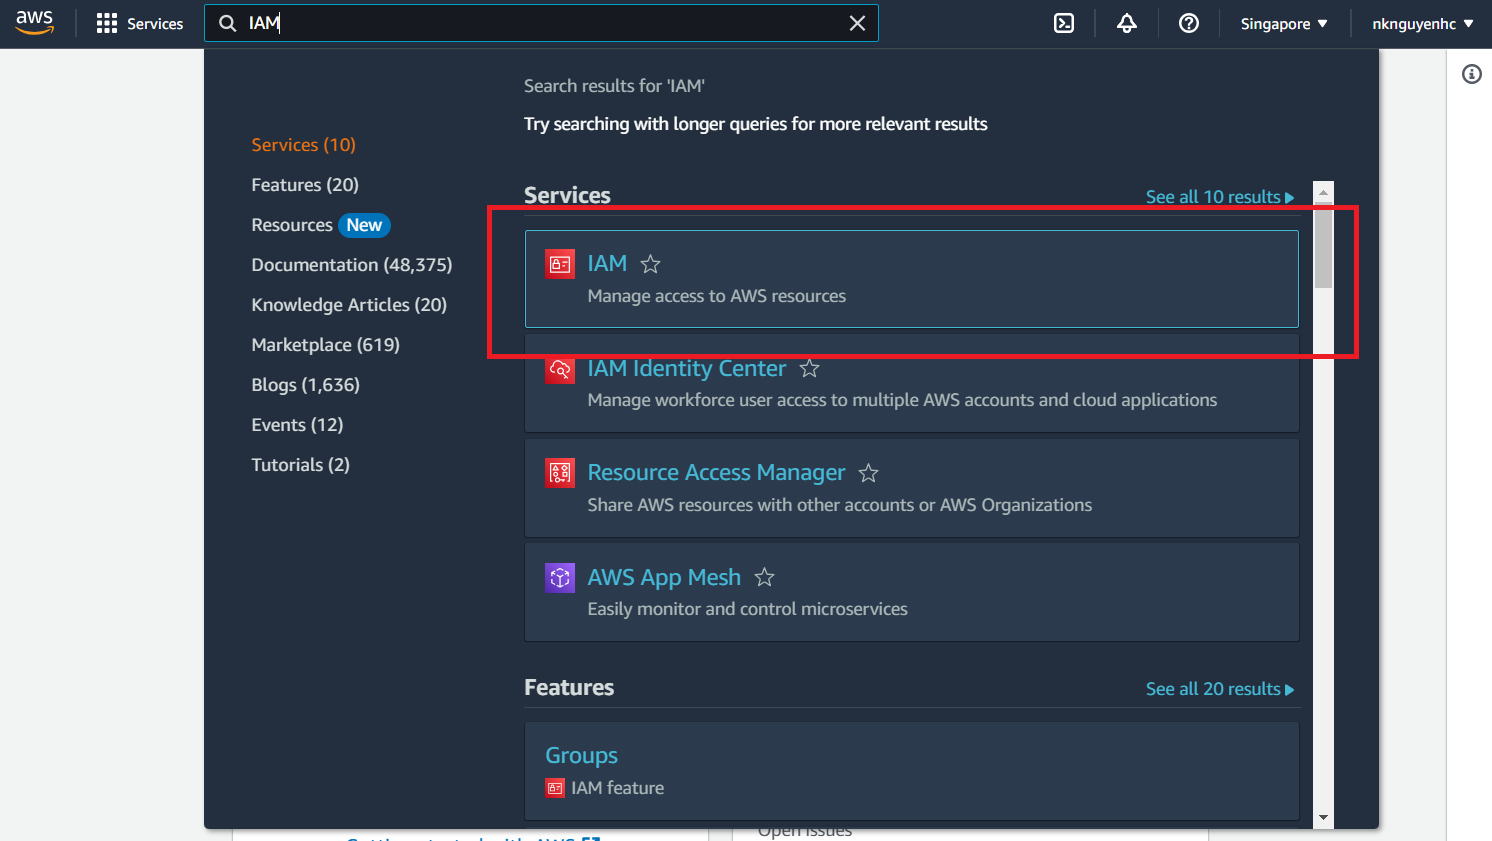 aws
Services
IAM
Singapore
nknguyenhc
Search results for 'IAM'
Try searching with longer queries for more relevant results
Services (10)
Features (20)
Resources New
Documentation (48,375)
Knowledge Articles (20)
Marketplace (619)
Blogs (1,636)
Events (12)
Tutorials (2)
Services
See all 10 results
IAM
Manage access to AWS resources
IAM Identity Center
Manage workforce user access to multiple AWS accounts and cloud applications
Resource Access Manager
Share AWS resources with other accounts or AWS Organizations
AWS App Mesh
Easily monitor and control microservices
Features
See all 20 results
Groups
IAM feature
Getting started with AWS
Open issues